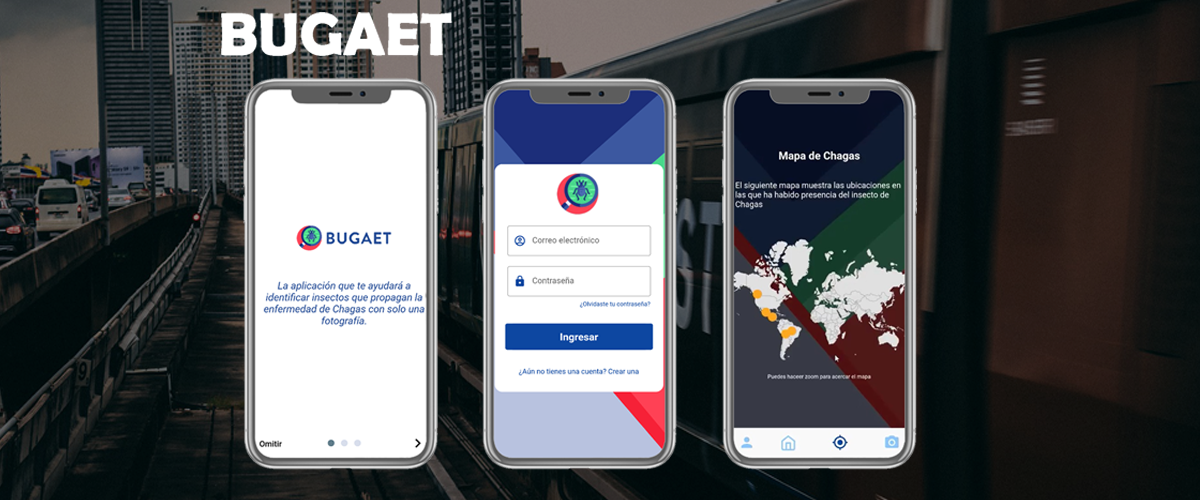 BUGAET
BUGAET
La aplicación que te ayudará a
identificar insectos que propagan la
enfermedad de Chagas con solo una
fotografía.
Omitir
Correo electrónico
Contraseña
¿Olvidaste tu contraseña?
Ingresar
¿Aún no tienes una cuenta? Crear una
Mapa de Chagas
El siguiente mapa muestra las ubicaciones en
las que ha habido presencia del insecto de
Chagas
Puedes haceer zoom para acercar el mapa
9